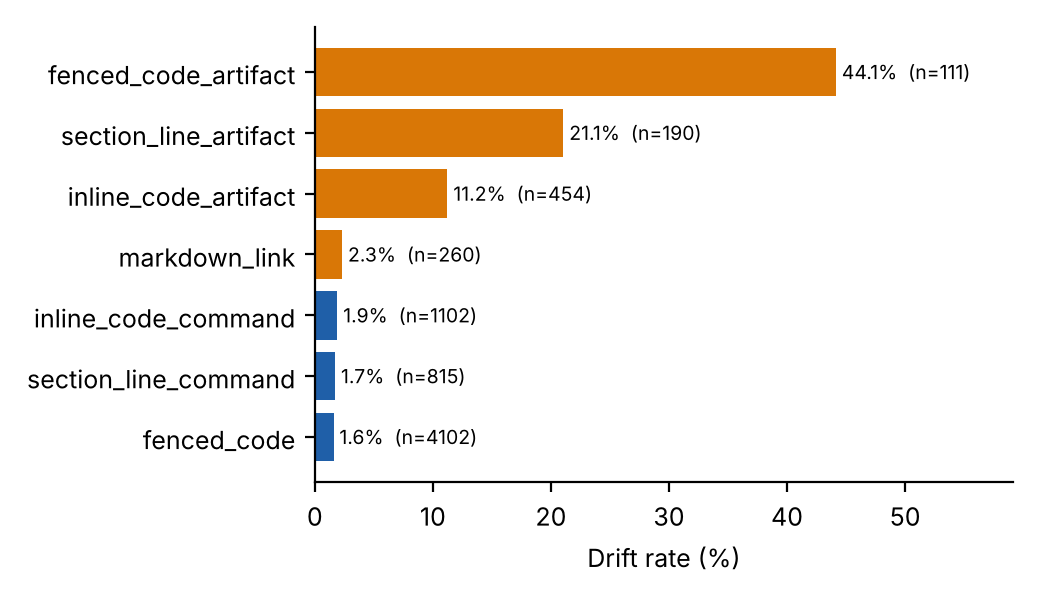 fenced_code_artifact 44.1% (n=111)
section_line_artifact 21.1% (n=190)
inline_code_artifact 11.2% (n=454)
markdown_link 2.3% (n=260)
inline_code_command 1.9% (n=1102)
section_line_command 1.7% (n=815)
fenced_code 1.6% (n=4102)
0 10 20 30 40 50
Drift rate (%)